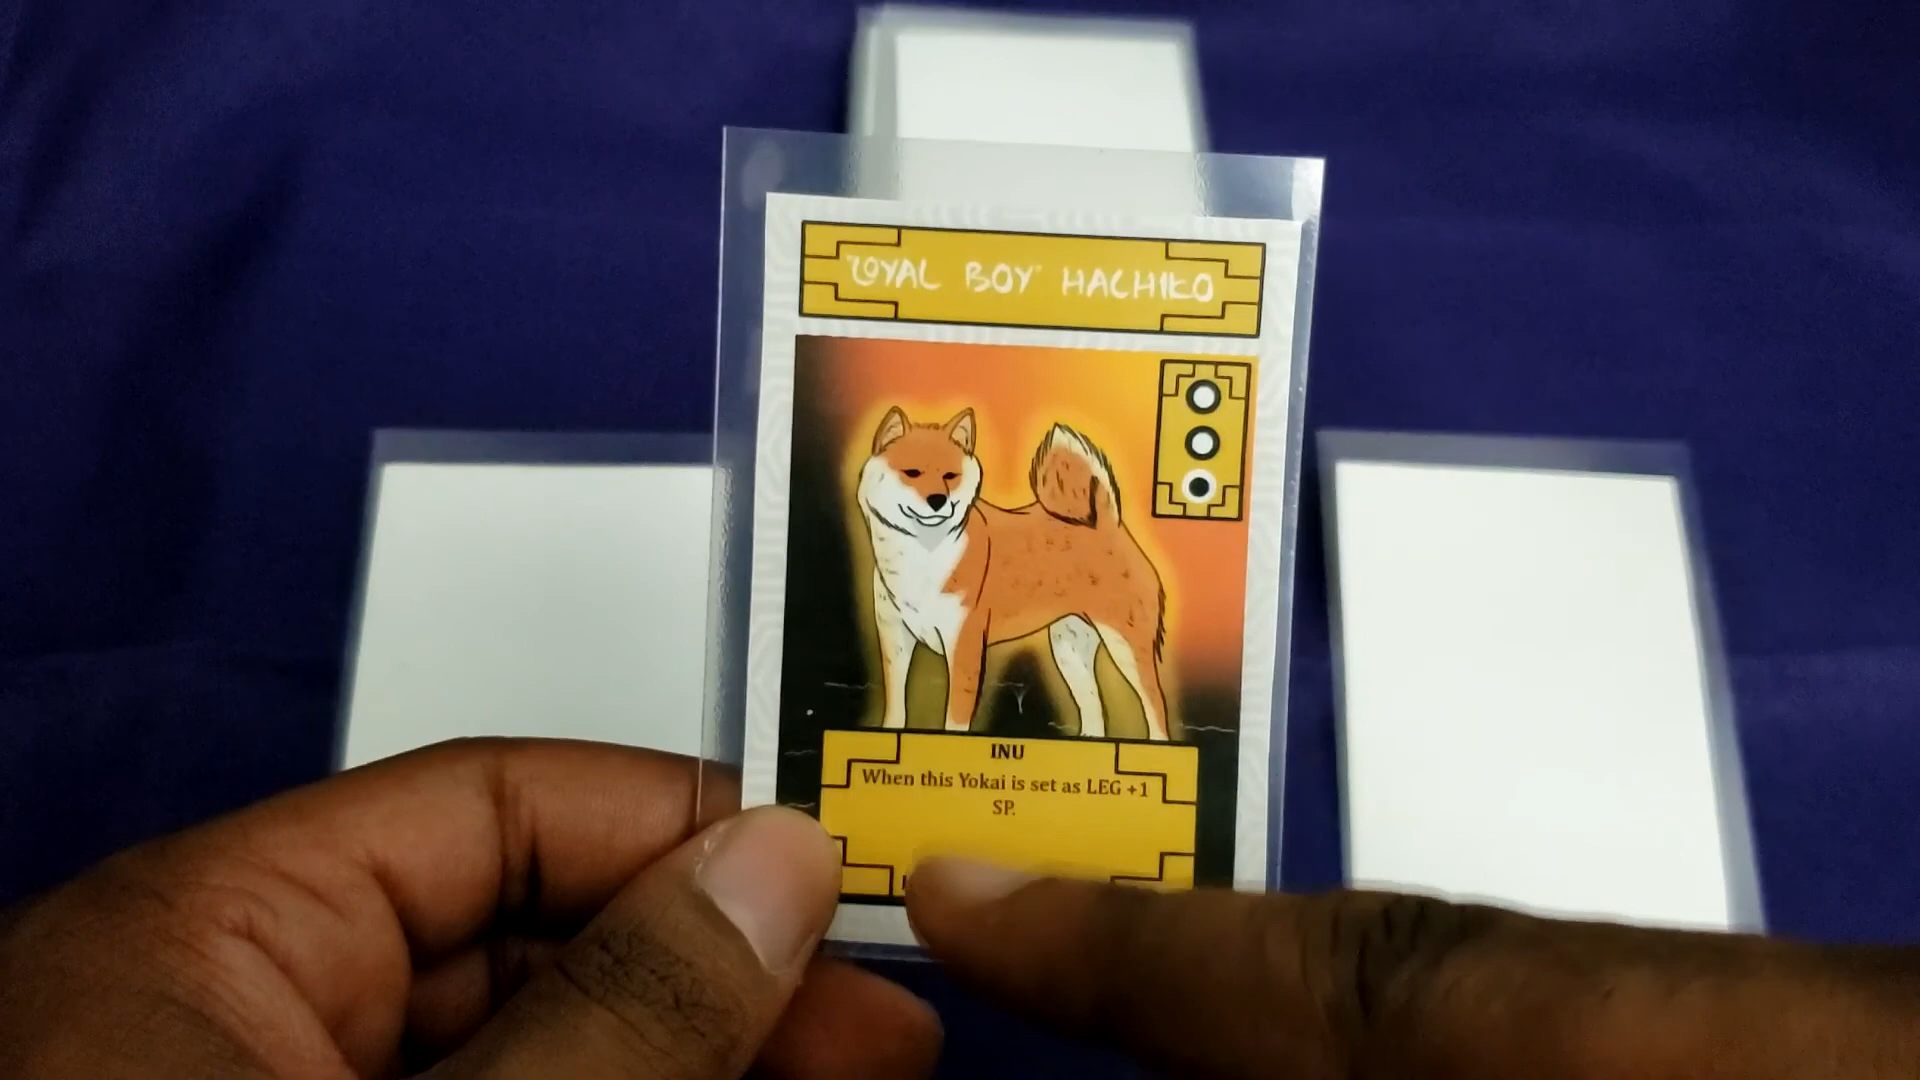 "LOYAL BOY" HACHIKO
INU
When this Yokai is set as LEG +1
SP.